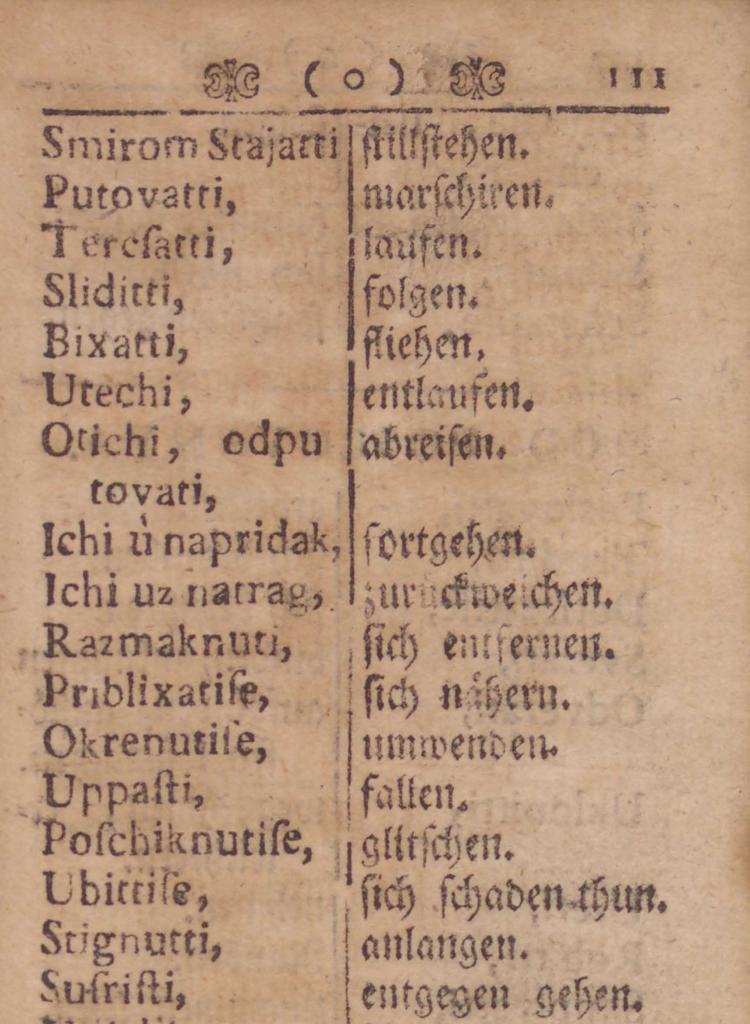 ( o ) 111
Smirom Stajatti stillstehen.
Putovatti, marschiren.
Tercsatti, laufen.
Sliditti, folgen.
Bixatti, fliehen.
Utechi, entlaufen.
Otichi, odpu abreisen.
tovati,
Ichi ù napridak, fortgehen.
Ichi uz natrag, zurückweichen.
Razmaknuti, sich entfernen.
Priblixatiſe, sich nähern.
Okrenutiſe, umwenden.
Uppaſti, fallen.
Poſchiknutiſe, glitschen.
Ubittiſe, sich schaden thun.
Stignutti, anlangen.
Suſriſti, entgegen gehen.